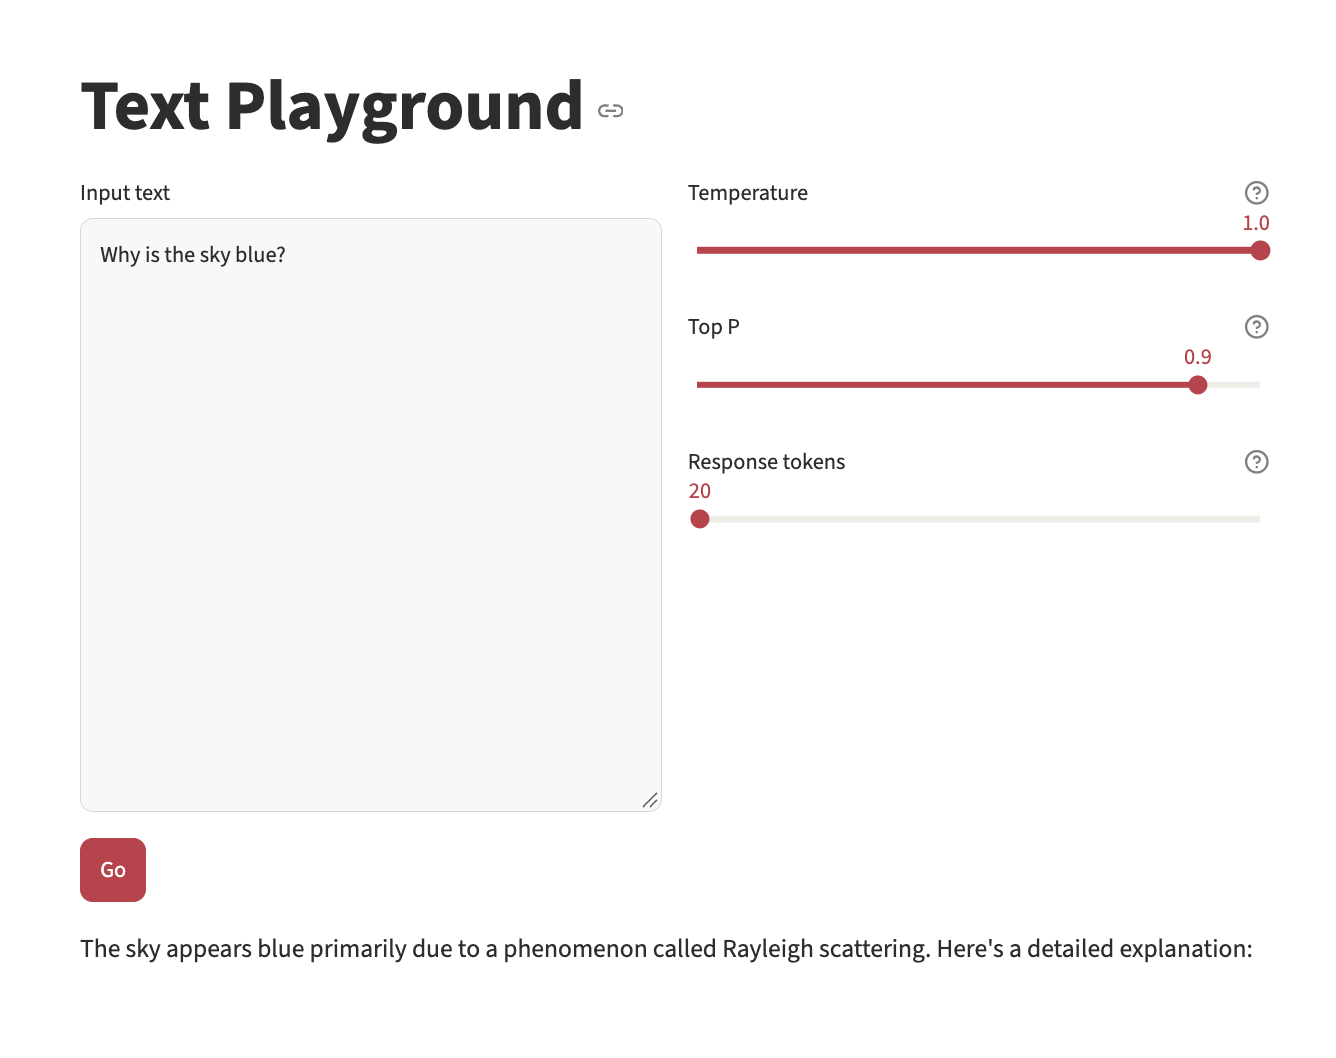 Text Playground
Input text
Why is the sky blue?
Temperature
1.0
Top P
0.9
Response tokens
20
Go
The sky appears blue primarily due to a phenomenon called Rayleigh scattering. Here's a detailed explanation: